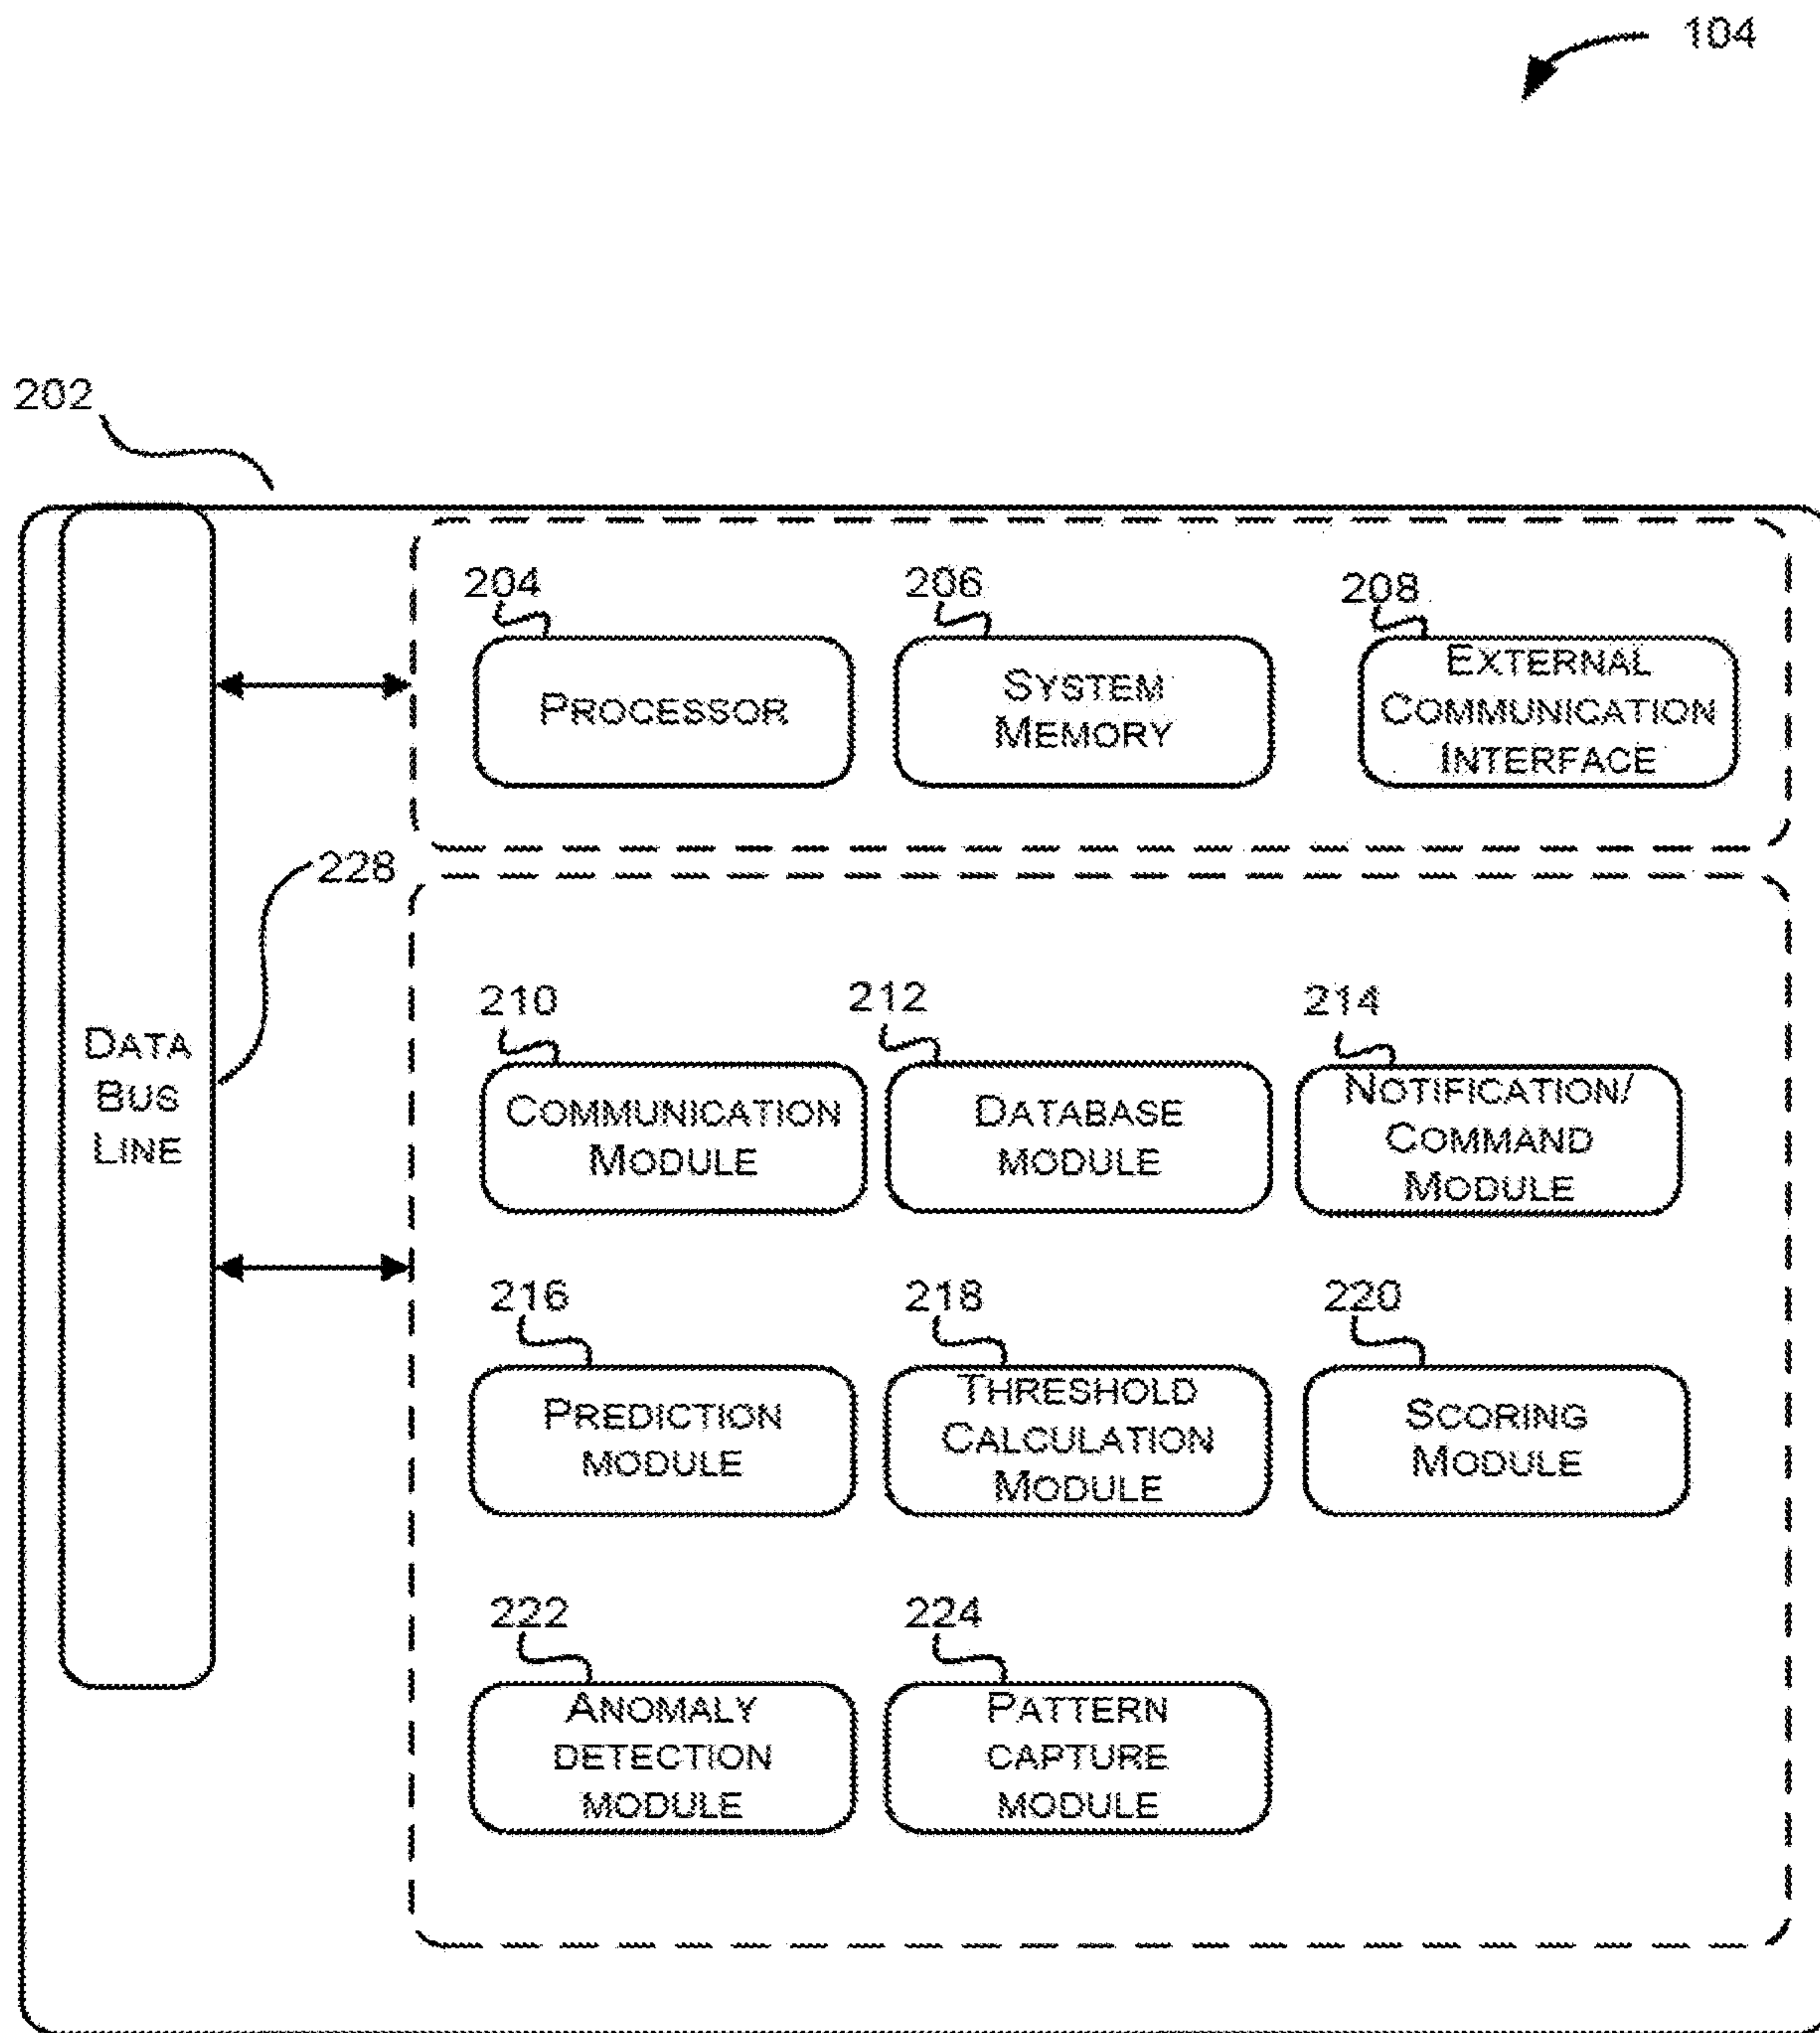 104
202
204
206
208
PROCESSOR
SYSTEM
MEMORY
EXTERNAL
COMMUNICATION
INTERFACE
228
DATA
BUS
LINE
210
212
214
COMMUNICATION
MODULE
DATABASE
MODULE
NOTIFICATION/
COMMAND
MODULE
216
218
220
PREDICTION
MODULE
THRESHOLD
CALCULATION
MODULE
SCORING
MODULE
222
224
ANOMALY
DETECTION
MODULE
PATTERN
CAPTURE
MODULE